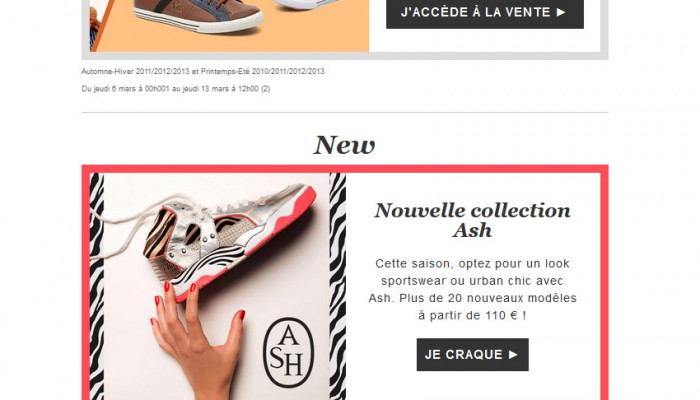 J'ACCÈDE À LA VENTE ►
Automne-Hiver 2011/2012/2013 et Printemps-Eté 2010/2011/2012/2013
Du jeudi 6 mars à 00h001 au jeudi 13 mars à 12h00 (2)
New
Nouvelle collection
Ash
Cette saison, optez pour un look
sportswear ou urban chic avec
Ash. Plus de 20 nouveaux modèles
à partir de 110 € !
JE CRAQUE ►
ASH